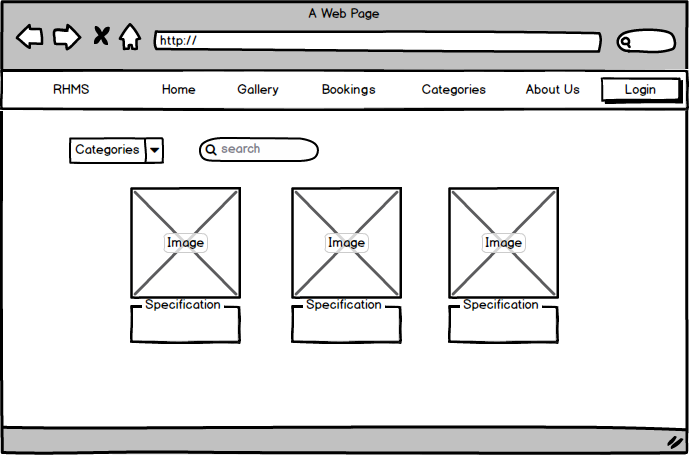 A Web Page
http://
RHMS Home Gallery Bookings Categories About Us Login
Categories search
Image Image Image
Specification Specification Specification